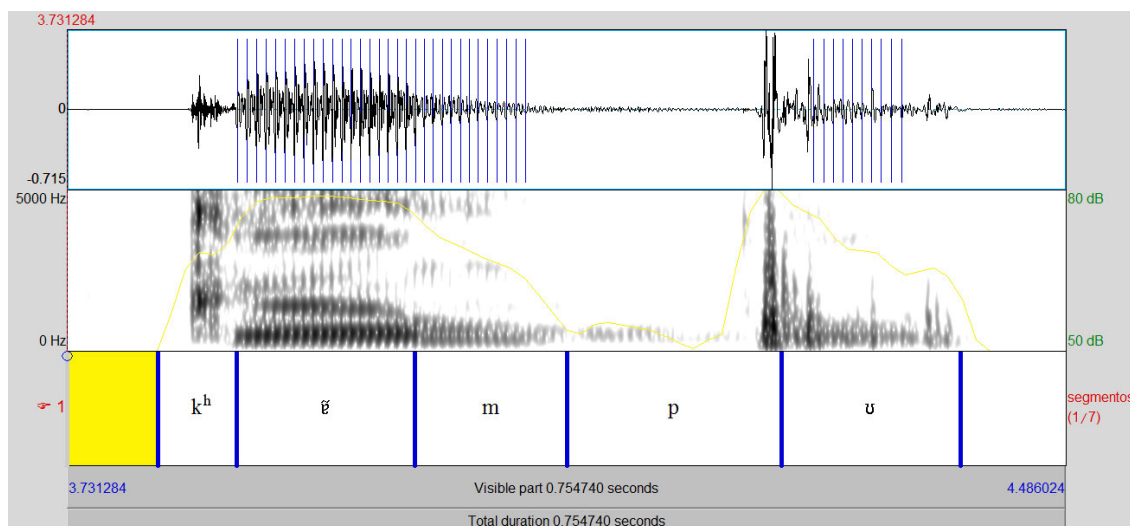 3.731284
0
-0.715
5000 Hz 80 dB
0 Hz 50 dB
1 kʰ ɐ̃ m p ʊ segmentos
(1/7)
3.731284 Visible part 0.754740 seconds 4.486024
Total duration 0.754740 seconds